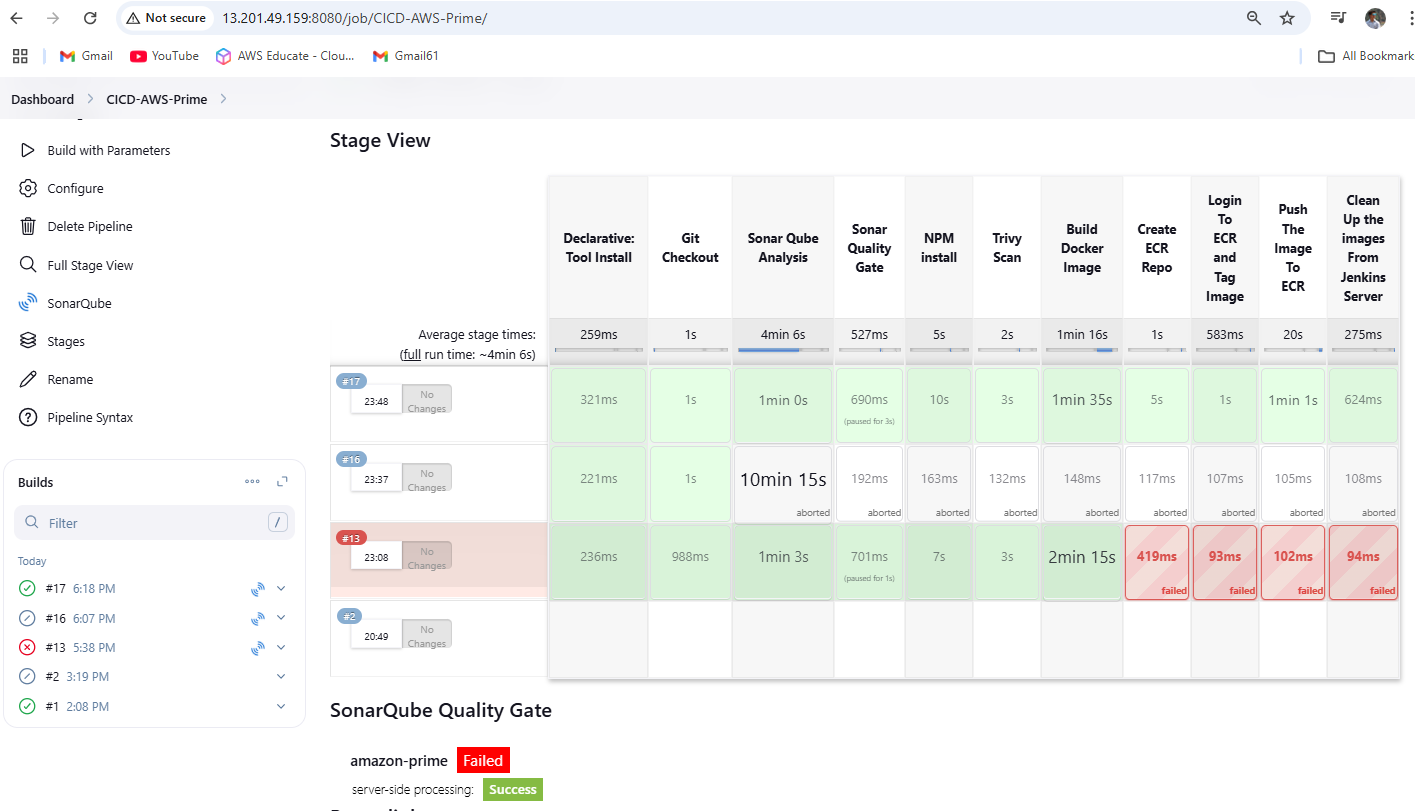 Not secure 13.201.49.159:8080/job/CICD-AWS-Prime/
Gmail YouTube AWS Educate - Clou... Gmail61 All Bookmark
Dashboard CICD-AWS-Prime
Build with Parameters
Configure
Delete Pipeline
Full Stage View
SonarQube
Stages
Rename
Pipeline Syntax
Builds
Filter /
Today
#17 6:18 PM
#16 6:07 PM
#13 5:38 PM
#2 3:19 PM
#1 2:08 PM
Stage View
Declarative:
Tool Install
Git
Checkout
Sonar Qube
Analysis
Sonar
Quality
Gate
NPM
install
Trivy
Scan
Build
Docker
Image
Create
ECR
Repo
Login
To
ECR
and
Tag
Image
Push
The
Image
To
ECR
Clean
Up the
images
From
Jenkins
Server
Average stage times: 259ms 1s 4min 6s 527ms 5s 2s 1min 16s 1s 583ms 20s 275ms
(full run time: ~4min 6s)
#17
23:48
No
Changes
321ms 1s 1min 0s 690ms 10s 3s 1min 35s 5s 1s 1min 1s 624ms
(paused for 3s)
#16
23:37
No
Changes
221ms 1s 10min 15s 192ms 163ms 132ms 148ms 117ms 107ms 105ms 108ms
aborted aborted aborted aborted aborted aborted aborted aborted aborted
#13
23:08
No
Changes
236ms 988ms 1min 3s 701ms 7s 3s 2min 15s 419ms 93ms 102ms 94ms
(paused for 1s) failed failed failed failed
#2
20:49
No
Changes
SonarQube Quality Gate
amazon-prime Failed
server-side processing: Success